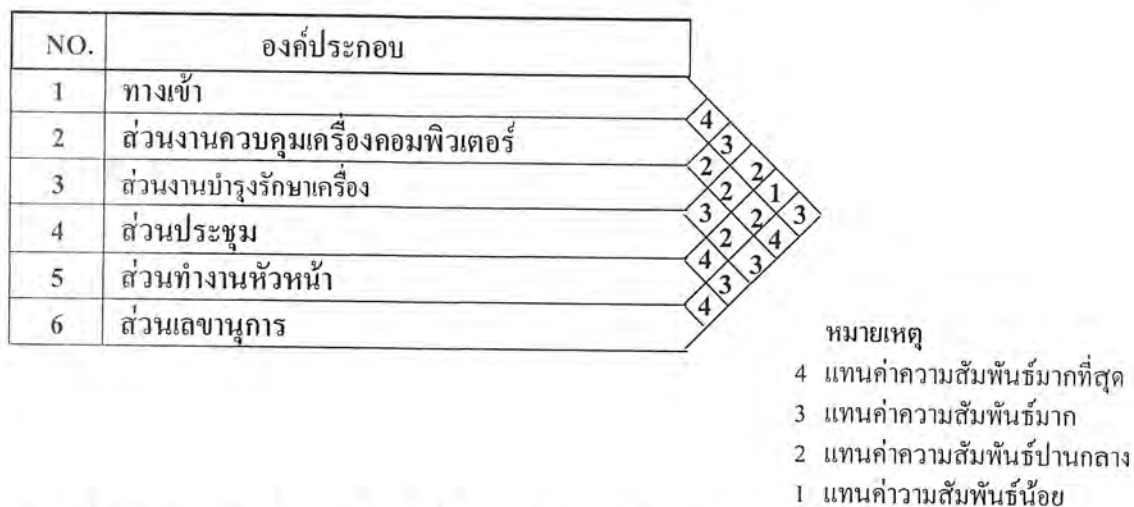 NO. องค์ประกอบ
1 ทางเข้า
2 ส่วนงานควบคุมเครื่องคอมพิวเตอร์
3 ส่วนงานบำรุงรักษาเครื่อง
4 ส่วนประชุม
5 ส่วนทำงานหัวหน้า
6 ส่วนเลขานุการ
4
3
2 2
2 1
3 2 3
2 4
4 3
3
4
หมายเหตุ
4 แทนค่าความสัมพันธ์มากที่สุด
3 แทนค่าความสัมพันธ์มาก
2 แทนค่าความสัมพันธ์ปานกลาง
1 แทนค่าวามสัมพันธ์น้อย